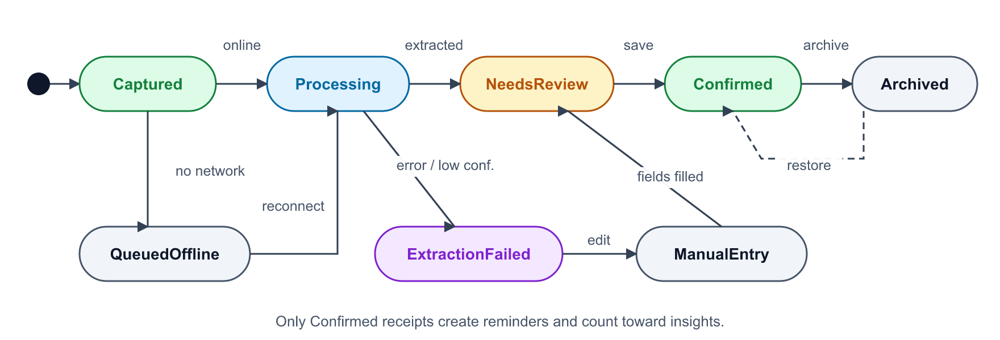 online
extracted
save
archive
Captured
Processing
NeedsReview
Confirmed
Archived
no network
error / low conf.
restore
fields filled
reconnect
edit
QueuedOffline
ExtractionFailed
ManualEntry
Only Confirmed receipts create reminders and count toward insights.